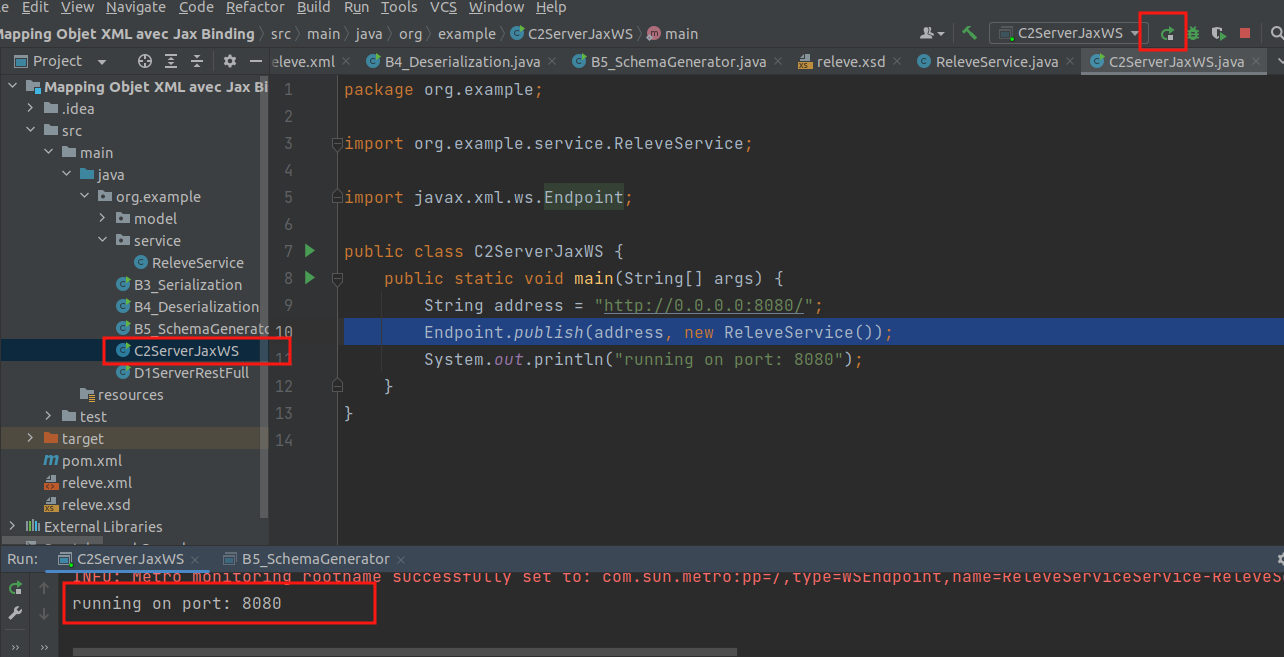 e Edit View Navigate Code Refactor Build Run Tools VCS Window Help
Mapping Objet XML avec Jax Binding src main java org example C2ServerJaxWS main
C2ServerJaxWS
Project
eleve.xml B4_Deserialization.java B5_SchemaGenerator.java releve.xsd ReleveService.java C2ServerJaxWS.java
Mapping Objet XML avec Jax Bi
.idea
src
main
java
org.example
model
service
ReleveService
B3_Serialization
B4_Deserialization
B5_SchemaGenerato
C2ServerJaxWS
D1ServerRestFull
resources
test
target
pom.xml
releve.xml
releve.xsd
External Libraries
1 package org.example;
2
3 import org.example.service.ReleveService;
4
5 import javax.xml.ws.Endpoint;
6
7 public class C2ServerJaxWS {
8 public static void main(String[] args) {
9 String address = "http://0.0.0.0:8080/";
10 Endpoint.publish(address, new ReleveService());
11 System.out.println("running on port: 8080");
12 }
13 }
14
Run: C2ServerJaxWS B5_SchemaGenerator
INFO: Metro monitoring rootname successfully set to: com.sun.metro:pp=/,type=WSEndpoint,name=ReleveServiceService-ReleveS
running on port: 8080